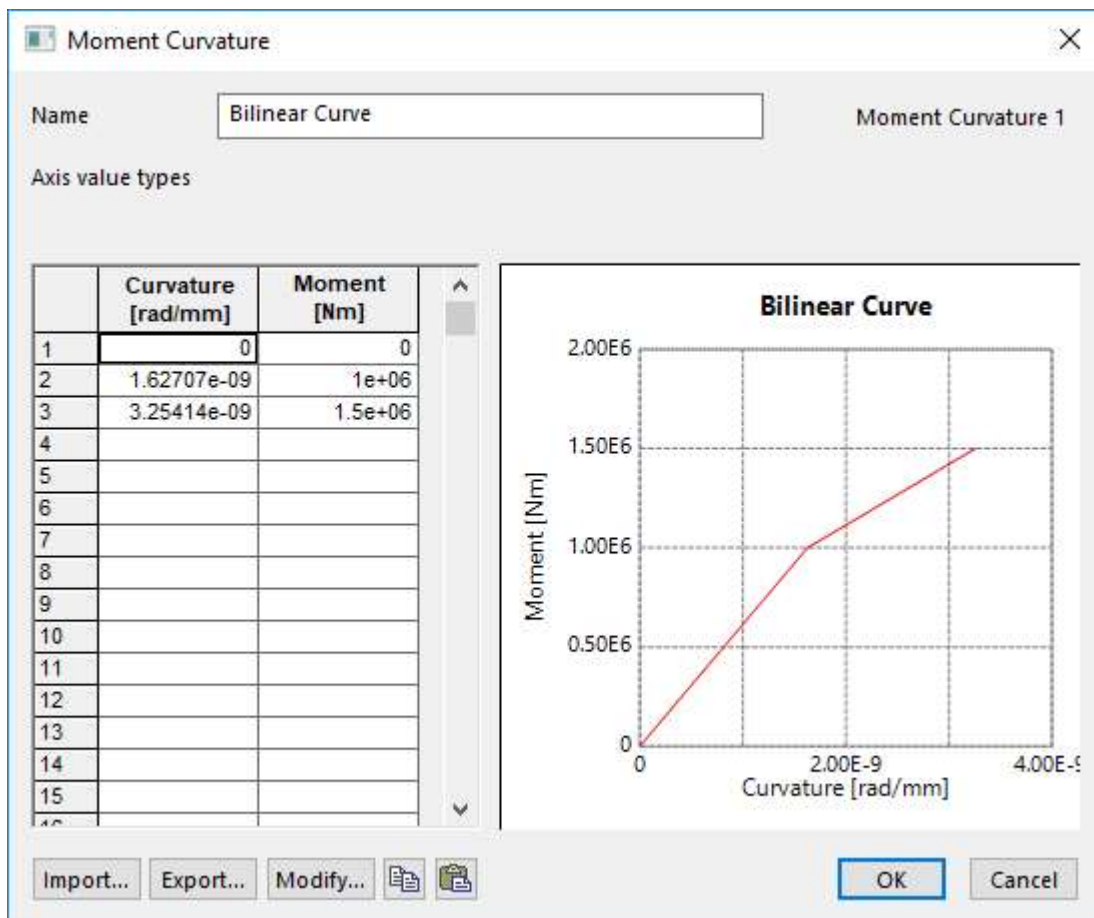 Moment Curvature
Name Bilinear Curve Moment Curvature 1
Axis value types
Curvature [rad/mm] Moment [Nm]
1 0 0
2 1.62707e-09 1e+06
3 3.25414e-09 1.5e+06
4
5
6
7
8
9
10
11
12
13
14
15
Bilinear Curve
2.00E6
1.50E6
1.00E6
0.50E6
0
Moment [Nm]
0 2.00E-9 4.00E-9
Curvature [rad/mm]
Import... Export... Modify... OK Cancel